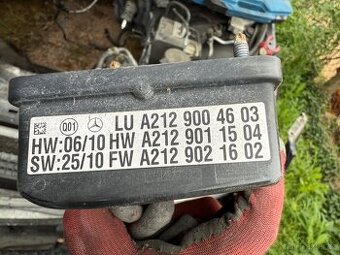 001 LU A212 900 46 03
HW:06/10 HW A212 901 15 04
SW:25/10 FW A212 902 16 02